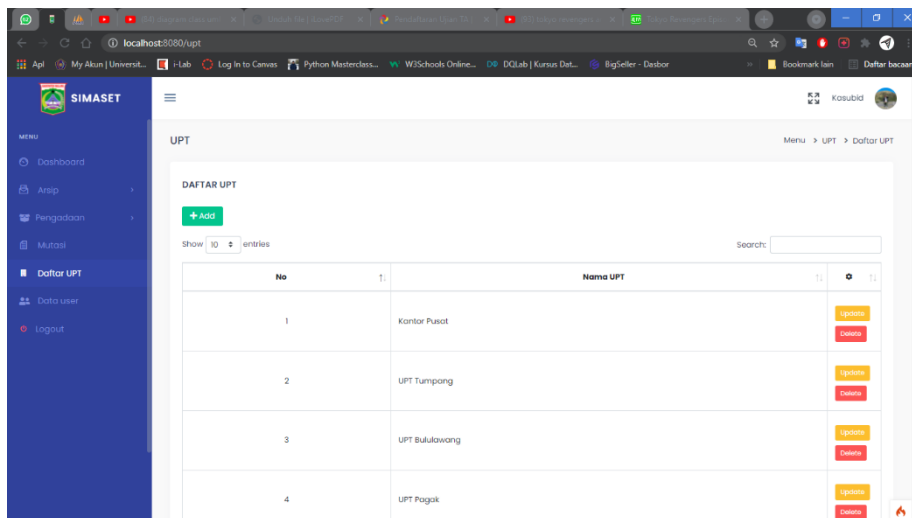 localhost:8080/upt
Apl My Akun | Universit... i-Lab Log In to Canvas Python Masterclass... W3Schools Online... DQLab | Kursus Dat... BigSeller - Dasbor » Bookmark lain Daftar bacaan
SIMASET
Kasubid
MENU
UPT
Menu > UPT > Daftar UPT
Dashboard
Arsip
Pengadaan
Mutasi
Daftar UPT
Data user
Logout
DAFTAR UPT
+ Add
Show 10 entries
Search:
No Nama UPT
1 Kantor Pusat Update
Delete
2 UPT Tumpang Update
Delete
3 UPT Bululawang Update
Delete
4 UPT Pagak Update
Delete